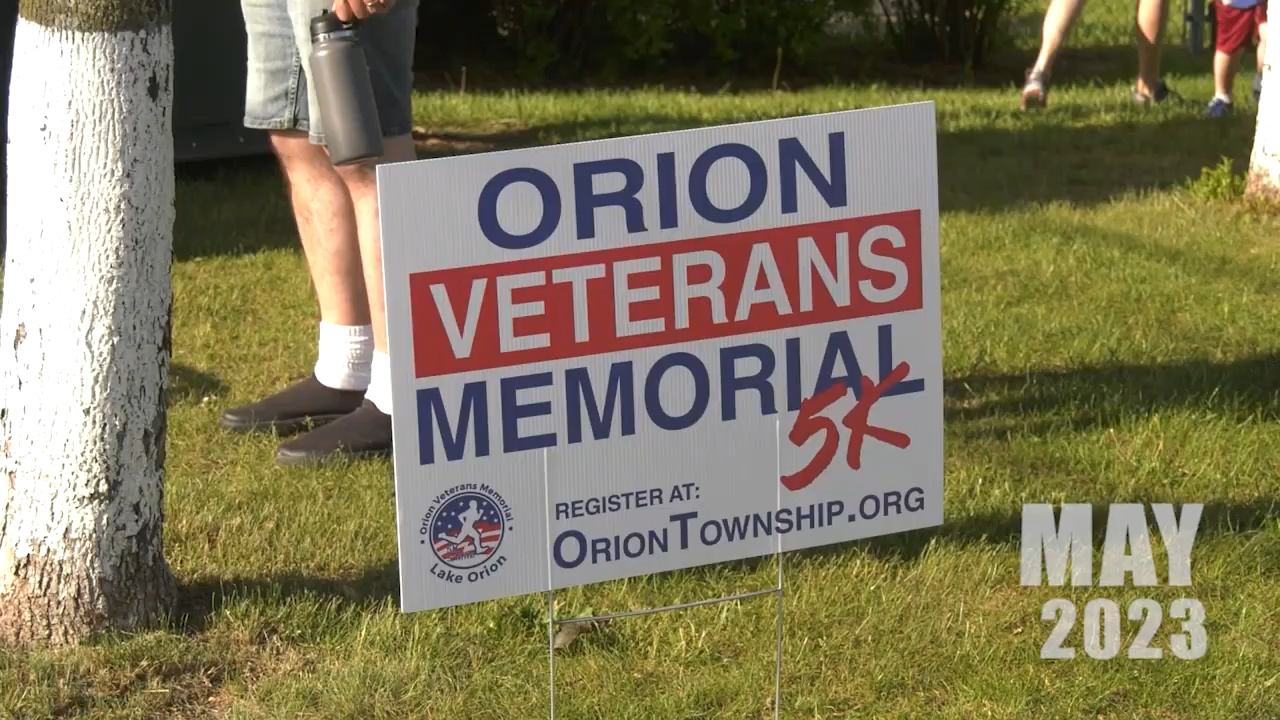 ORION
VETERANS
MEMORIAL
5K
REGISTER AT:
ORIONTOWNSHIP.ORG
Orion Veterans Memorial
Lake Orion
MAY
2023